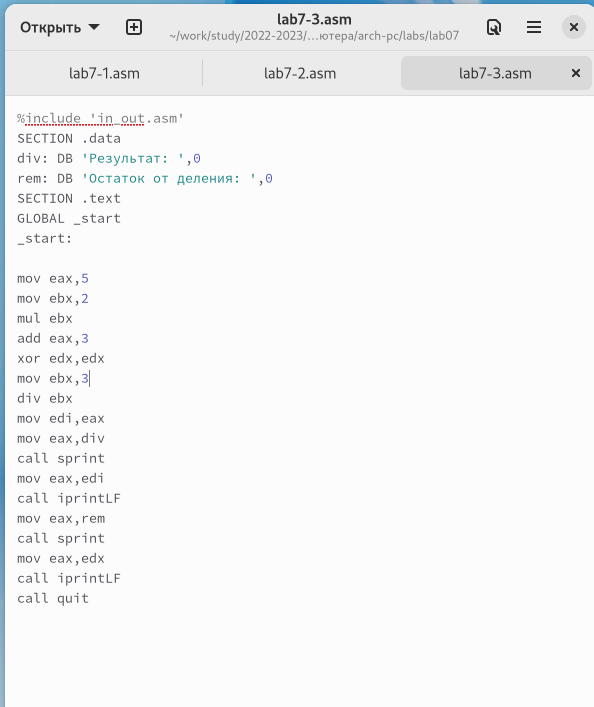 Открыть
lab7-3.asm
~/work/study/2022-2023/...ютера/arch-pc/labs/lab07
lab7-1.asm
lab7-2.asm
lab7-3.asm
%include 'in_out.asm'
SECTION .data
div: DB 'Результат: ',0
rem: DB 'Остаток от деления: ',0
SECTION .text
GLOBAL _start
_start:
mov eax,5
mov ebx,2
mul ebx
add eax,3
xor edx,edx
mov ebx,3
div ebx
mov edi,eax
mov eax,div
call sprint
mov eax,edi
call iprintLF
mov eax,rem
call sprint
mov eax,edx
call iprintLF
call quit